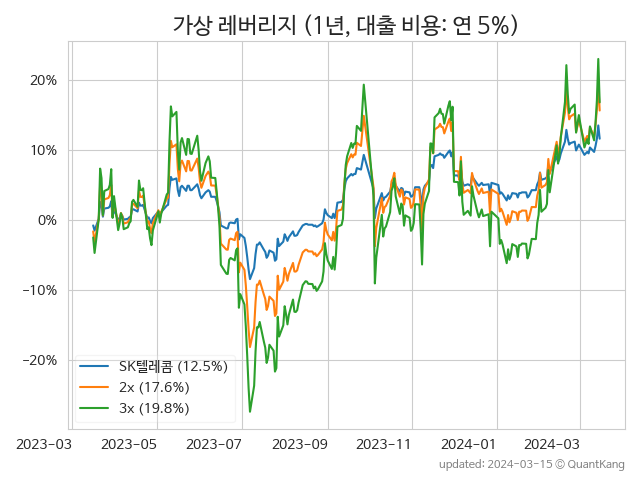 가상 레버리지 (1년, 대출 비용: 연 5%)
20%
10%
0%
−10%
−20%
SK텔레콤 (12.5%)
2x (17.6%)
3x (19.8%)
2023-03 2023-05 2023-07 2023-09 2023-11 2024-01 2024-03
updated: 2024-03-15 © QuantKang